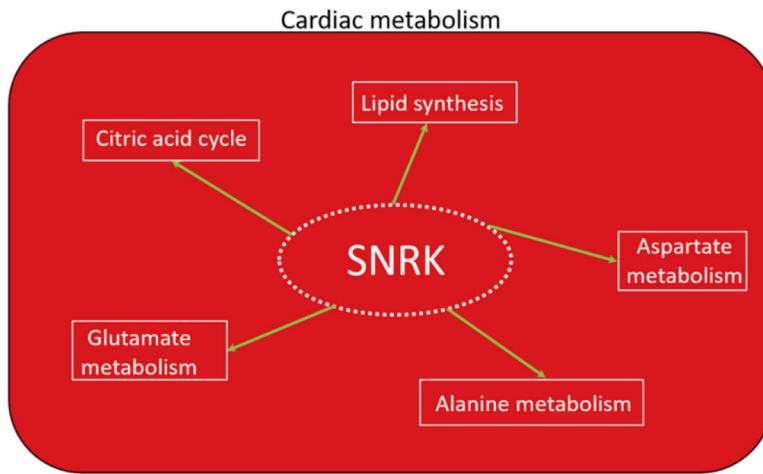 Cardiac metabolism
Lipid synthesis
Citric acid cycle
SNRK
Aspartate
metabolism
Glutamate
metabolism
Alanine metabolism